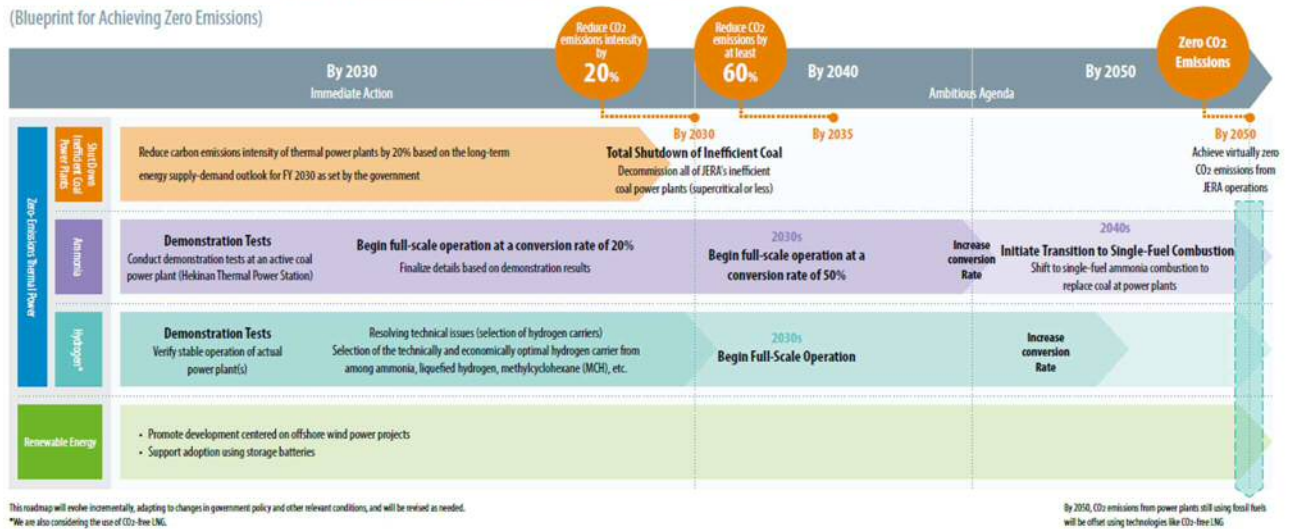 (Blueprint for Achieving Zero Emissions)
Reduce CO2
emissions intensity
by
20%
Reduce CO2
emissions by
at least
60%
Zero CO2
Emissions
By 2030
Immediate Action
By 2040
Ambitious Agenda
By 2050
By 2030
By 2035
By 2050
Zero-Emissions Thermal Power
Shut Down
Inefficient Coal
Power Plants
Reduce carbon emissions intensity of thermal power plants by 20% based on the long-term
energy supply-demand outlook for FY 2030 as set by the government
Total Shutdown of Inefficient Coal
Decommission all of JERA's inefficient
coal power plants (supercritical or less)
Achieve virtually zero
CO2 emissions from
JERA operations
Ammonia
Demonstration Tests
Conduct demonstration tests at an active coal
power plant (Hekinan Thermal Power Station)
Begin full-scale operation at a conversion rate of 20%
Finalize details based on demonstration results
2030s
Begin full-scale operation at a
conversion rate of 50%
Increase
conversion
Rate
2040s
Initiate Transition to Single-Fuel Combustion
Shift to single-fuel ammonia combustion to
replace coal at power plants
Hydrogen*
Demonstration Tests
Verify stable operation of actual
power plant(s)
Resolving technical issues (selection of hydrogen carriers)
Selection of the technically and economically optimal hydrogen carrier from
among ammonia, liquefied hydrogen, methylcyclohexane (MCH), etc.
2030s
Begin Full-Scale Operation
Increase
conversion
Rate
Renewable Energy
• Promote development centered on offshore wind power projects
• Support adoption using storage batteries
This roadmap will evolve incrementally, adapting to changes in government policy and other relevant conditions, and will be revised as needed.
*We are also considering the use of CO2-free LNG.
By 2050, CO2 emissions from power plants still using fossil fuels
will be offset using technologies like CO2-free LNG